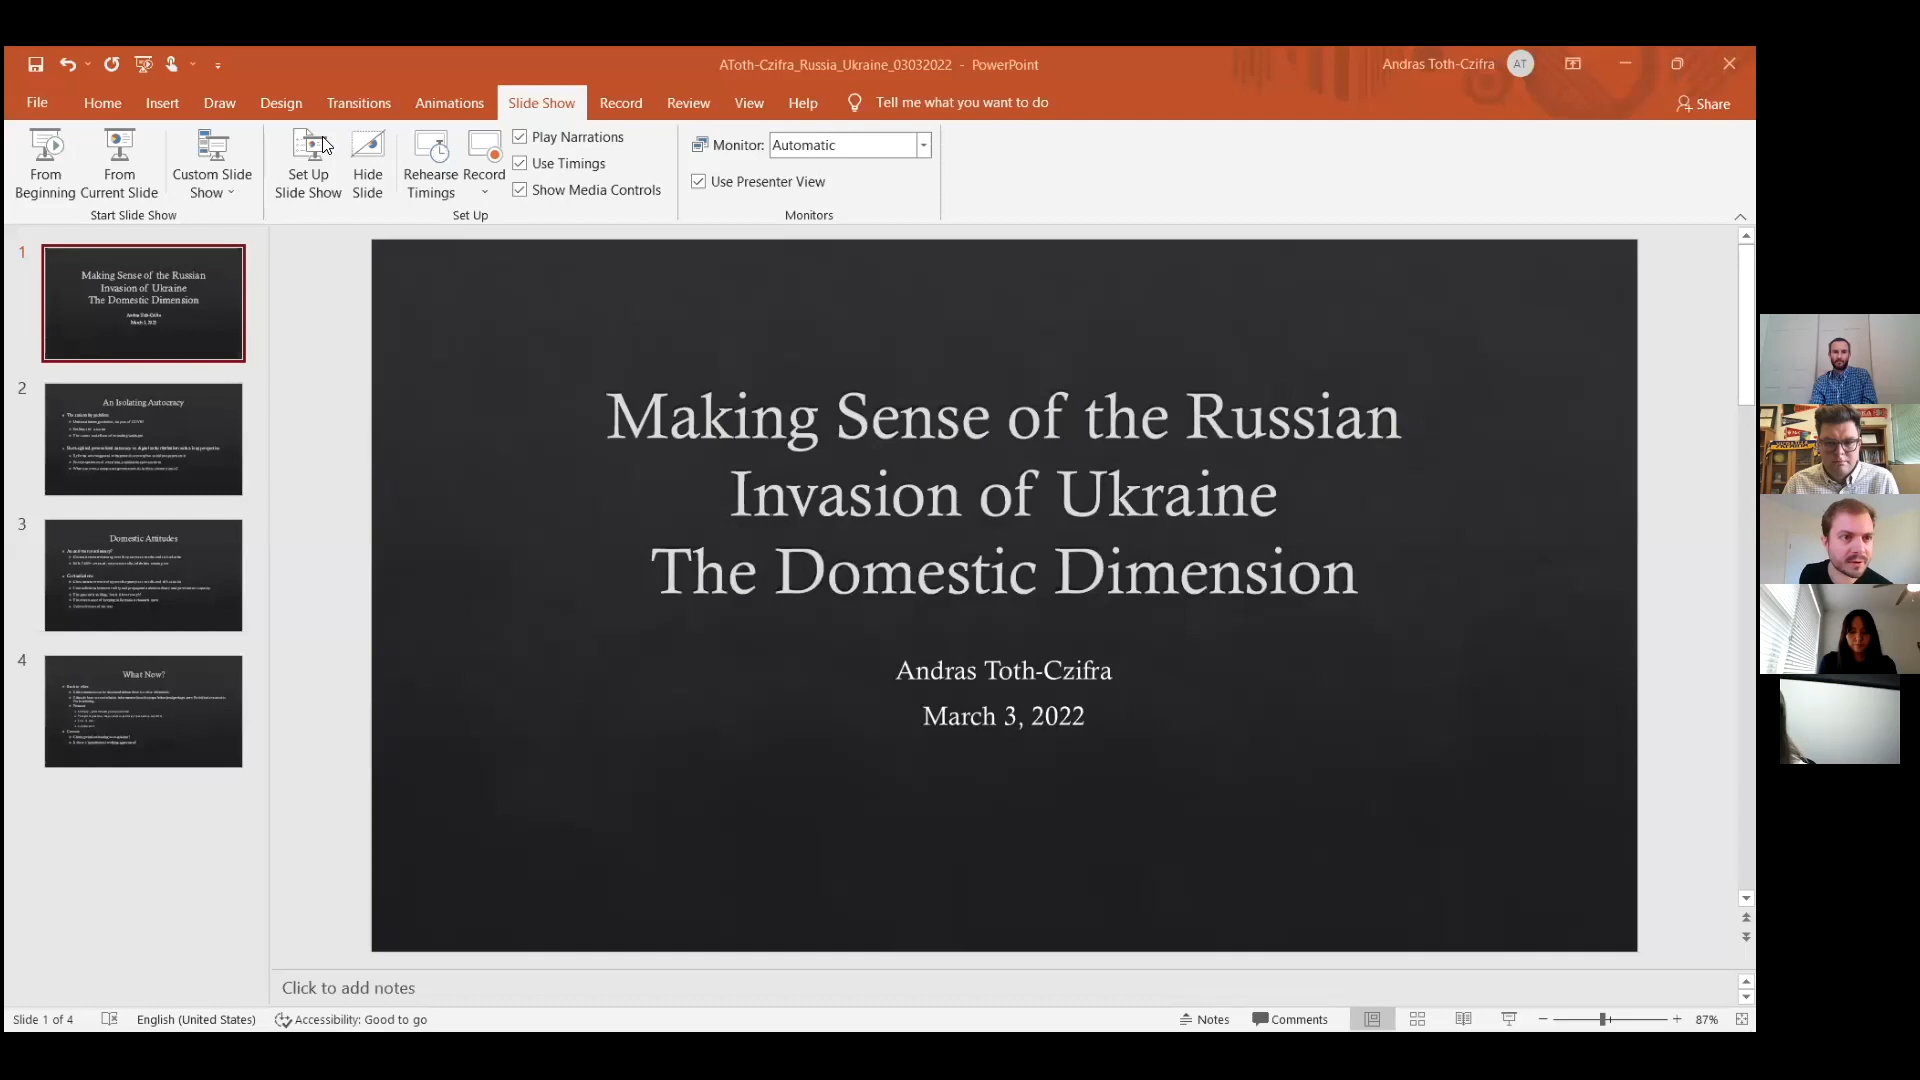 AToth-Czifra_Russia_Ukraine_03032022 - PowerPoint
Andras Toth-Czifra
AT
File
Home
Insert
Draw
Design
Transitions
Animations
Slide Show
Record
Review
View
Help
Tell me what you want to do
Share
From Beginning
From Current Slide
Custom Slide Show
Start Slide Show
Set Up Slide Show
Hide Slide
Rehearse Timings
Record
Play Narrations
Use Timings
Show Media Controls
Set Up
Monitor: Automatic
Use Presenter View
Monitors
1
Making Sense of the Russian
Invasion of Ukraine
The Domestic Dimension
Andras Toth-Czifra
March 3, 2022
2
An Isolating Autocracy
3
Domestic Attitudes
4
What Now?
Making Sense of the Russian
Invasion of Ukraine
The Domestic Dimension
Andras Toth-Czifra
March 3, 2022
Click to add notes
Slide 1 of 4
English (United States)
Accessibility: Good to go
Notes
Comments
87%